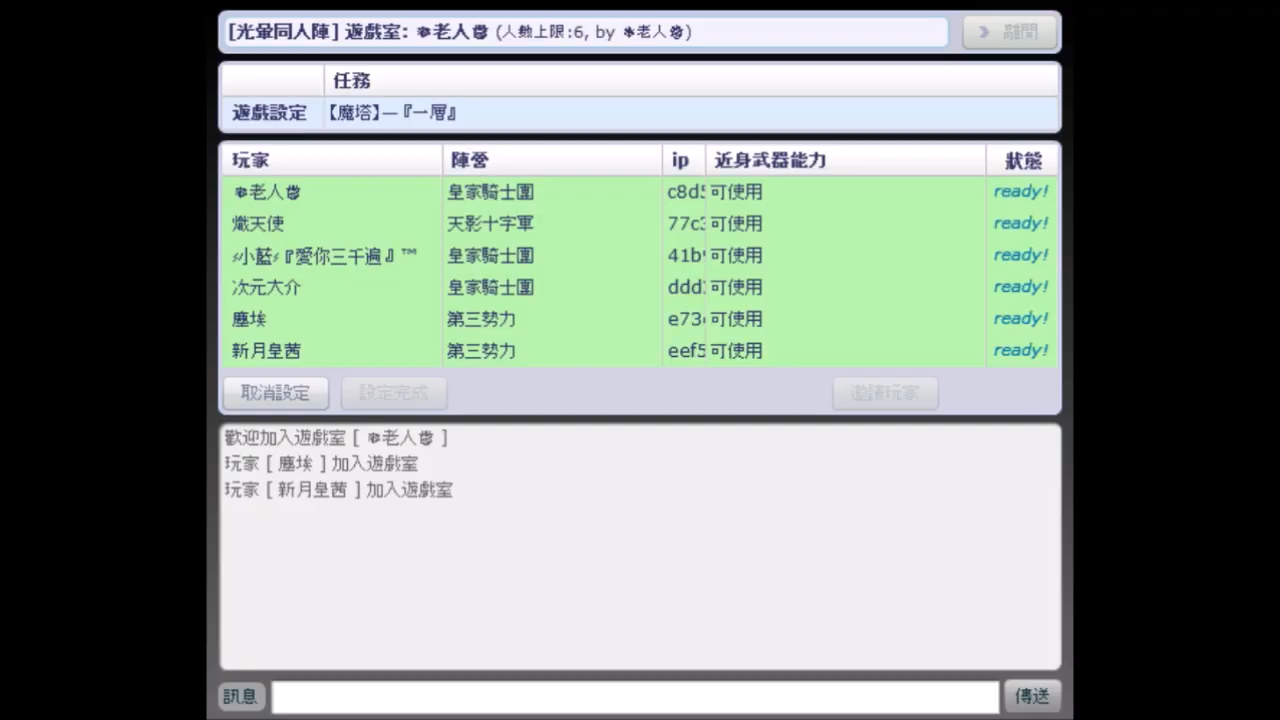 [光暈同人陣] 遊戲室: ✵老人✵ (人數上限:6, by ✵老人✵)
離開
任務
遊戲設定 【魔塔】—『一層』
玩家 陣營 ip 近身武器能力 狀態
✵老人✵ 皇家騎士團 c8d5 可使用 ready!
熾天使 天影十字軍 77c3 可使用 ready!
⚡小藍⚡『愛你三千遍』™ 皇家騎士團 41b 可使用 ready!
次元大介 皇家騎士團 ddd 可使用 ready!
塵埃 第三勢力 e73 可使用 ready!
新月皇茜 第三勢力 eef5 可使用 ready!
取消設定 設定完成 邀請玩家
歡迎加入遊戲室 [ ✵老人✵ ]
玩家 [ 塵埃 ] 加入遊戲室
玩家 [ 新月皇茜 ] 加入遊戲室
訊息 傳送